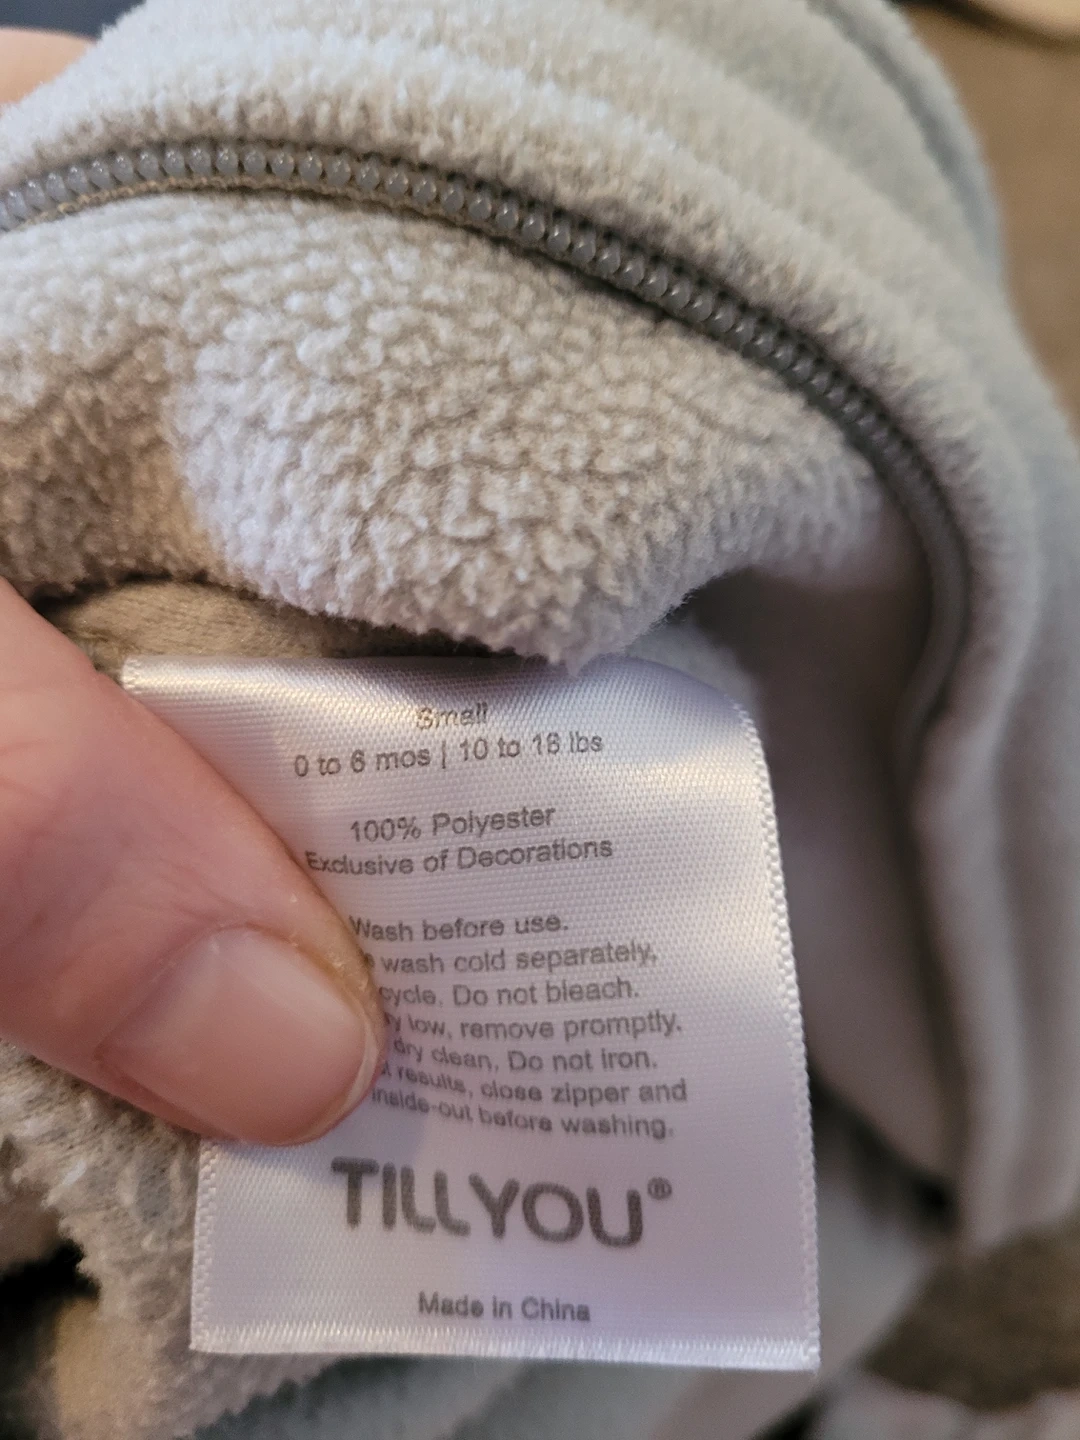 Small
0 to 6 mos | 10 to 18 lbs
100% Polyester
Exclusive of Decorations
Wash before use.
wash cold separately,
cycle. Do not bleach.
low, remove promptly.
dry clean. Do not iron.
results, close zipper and
inside-out before washing.
TILLYOU®
Made in China